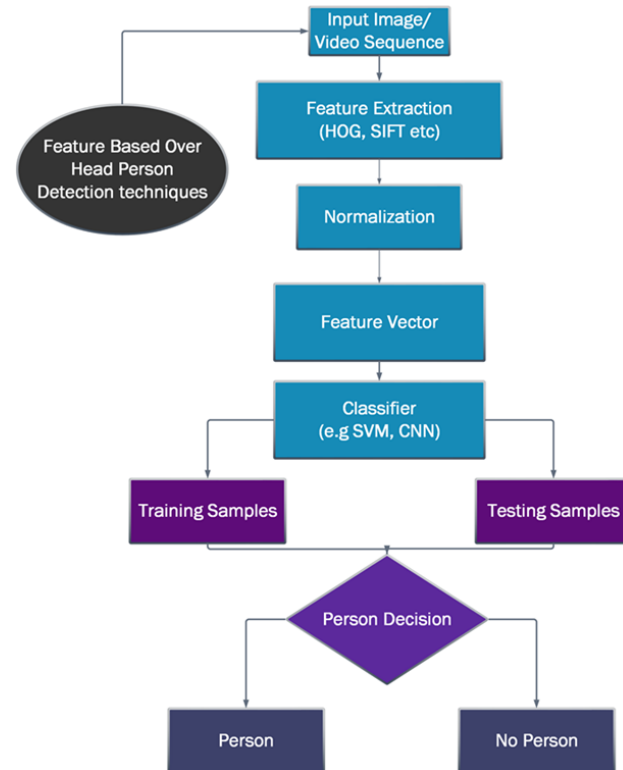 Input Image/
Video Sequence
Feature Based Over
Head Person
Detection techniques
Feature Extraction
(HOG, SIFT etc)
Normalization
Feature Vector
Classifier
(e.g SVM, CNN)
Training Samples
Testing Samples
Person Decision
Person
No Person